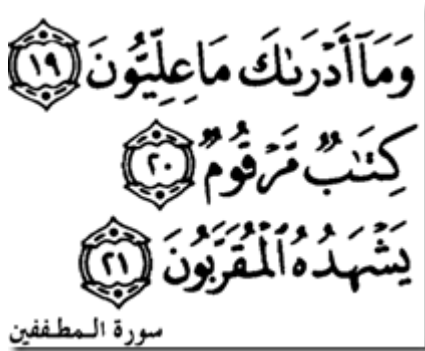 وَمَآ أَدۡرَىٰكَ مَا عِلِّيُّونَ ١٩
كِتَٰبٞ مَّرۡقُومٞ ٢٠
يَشۡهَدُهُ ٱلۡمُقَرَّبُونَ ٢١
سورة المطففين